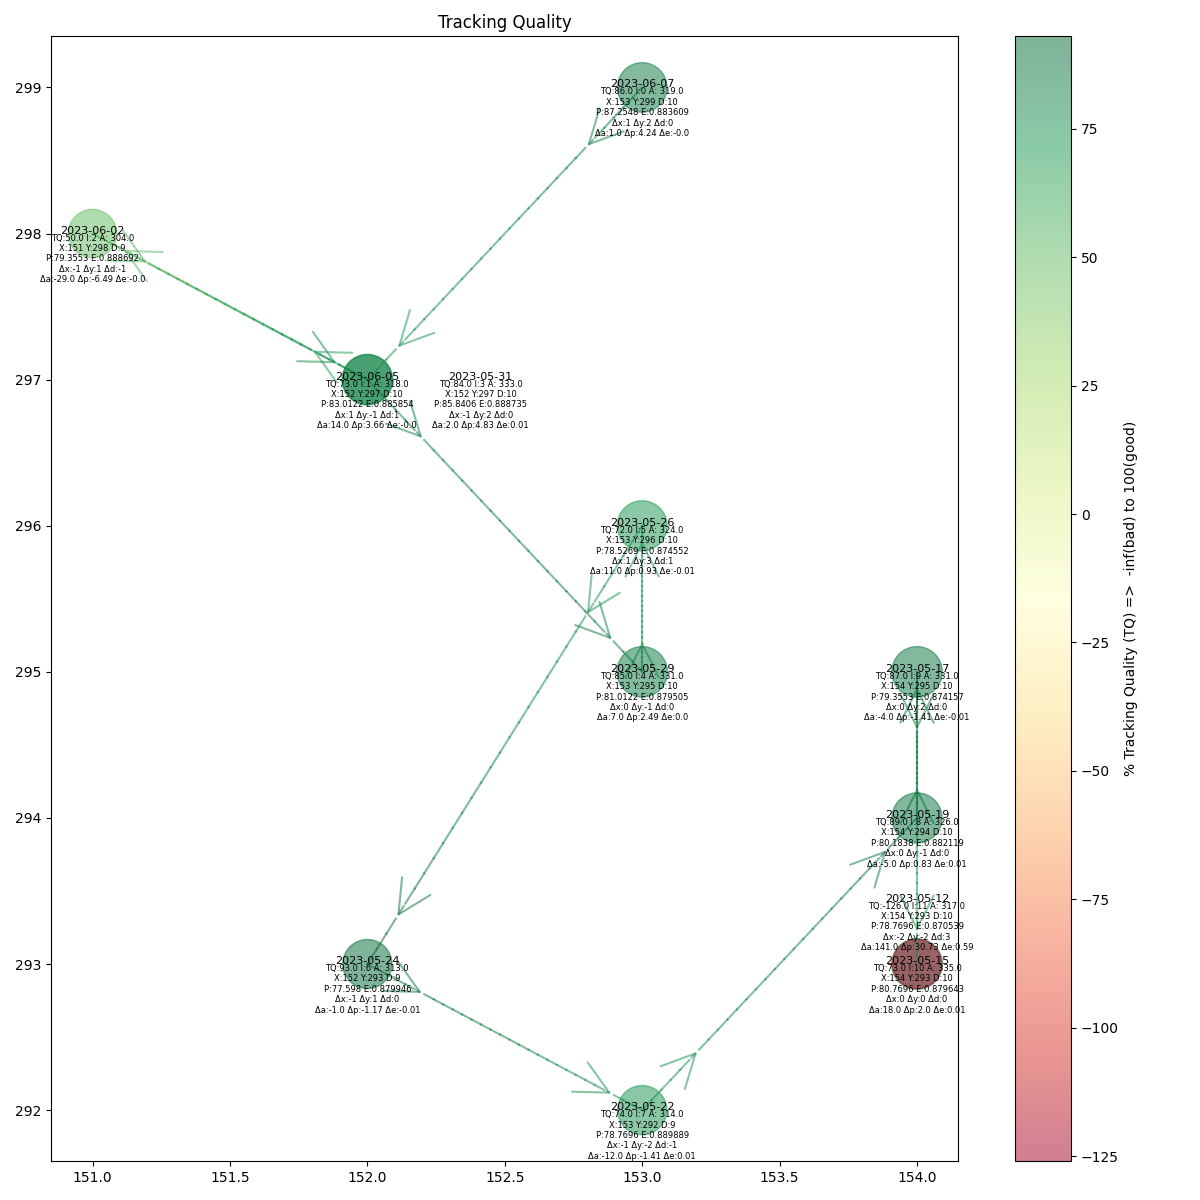 Tracking Quality
299
298
297
296
295
294
293
292
151.0
151.5
152.0
152.5
153.0
153.5
154.0
2023-06-07
TQ:86.0 I:0 A: 319.0
X:153 Y:299 D:10
P:87.2548 E:0.883609
Δx:1 Δy:2 Δd:0
Δa:1.0 Δp:4.24 Δe:-0.0
2023-06-02
TQ:50.0 I:2 A: 304.0
X:151 Y:298 D:9
P:79.3553 E:0.888692
Δx:-1 Δy:1 Δd:-1
Δa:-29.0 Δp:-6.49 Δe:-0.0
2023-06-05
TQ:73.0 I:1 A: 318.0
X:152 Y:297 D:10
P:83.0122 E:0.885854
Δx:1 Δy:-1 Δd:1
Δa:14.0 Δp:3.66 Δe:-0.0
2023-05-31
TQ:84.0 I:3 A: 333.0
X:152 Y:297 D:10
P:85.8406 E:0.888735
Δx:-1 Δy:2 Δd:0
Δa:2.0 Δp:4.83 Δe:0.01
2023-05-26
TQ:72.0 I:5 A: 324.0
X:153 Y:296 D:10
P:78.5269 E:0.874552
Δx:1 Δy:3 Δd:1
Δa:11.0 Δp:0.93 Δe:-0.01
2023-05-29
TQ:85.0 I:4 A: 331.0
X:153 Y:295 D:10
P:81.0122 E:0.879505
Δx:0 Δy:-1 Δd:0
Δa:7.0 Δp:2.49 Δe:0.0
2023-05-17
TQ:87.0 I:9 A: 331.0
X:154 Y:295 D:10
P:79.3553 E:0.874157
Δx:0 Δy:2 Δd:0
Δa:-4.0 Δp:-1.41 Δe:-0.01
2023-05-19
TQ:89.0 I:8 A: 326.0
X:154 Y:294 D:10
P:80.1838 E:0.882119
Δx:0 Δy:-1 Δd:0
Δa:-5.0 Δp:0.83 Δe:0.01
2023-05-12
TQ:-126.0 I:11 A: 317.0
X:154 Y:293 D:10
P:78.7696 E:0.870539
Δx:-2 Δy:-2 Δd:3
Δa:141.0 Δp:30.73 Δe:0.59
2023-05-15
TQ:73.0 I:10 A: 335.0
X:154 Y:293 D:10
P:80.7696 E:0.879643
Δx:0 Δy:0 Δd:0
Δa:18.0 Δp:2.0 Δe:0.01
2023-05-24
TQ:93.0 I:6 A: 313.0
X:152 Y:293 D:9
P:77.598 E:0.879946
Δx:-1 Δy:1 Δd:0
Δa:-1.0 Δp:-1.17 Δe:-0.01
2023-05-22
TQ:74.0 I:7 A: 314.0
X:153 Y:292 D:9
P:78.7696 E:0.889889
Δx:-1 Δy:-2 Δd:-1
Δa:-12.0 Δp:-1.41 Δe:0.01
75
50
25
0
−25
−50
−75
−100
−125
% Tracking Quality (TQ) => -inf(bad) to 100(good)